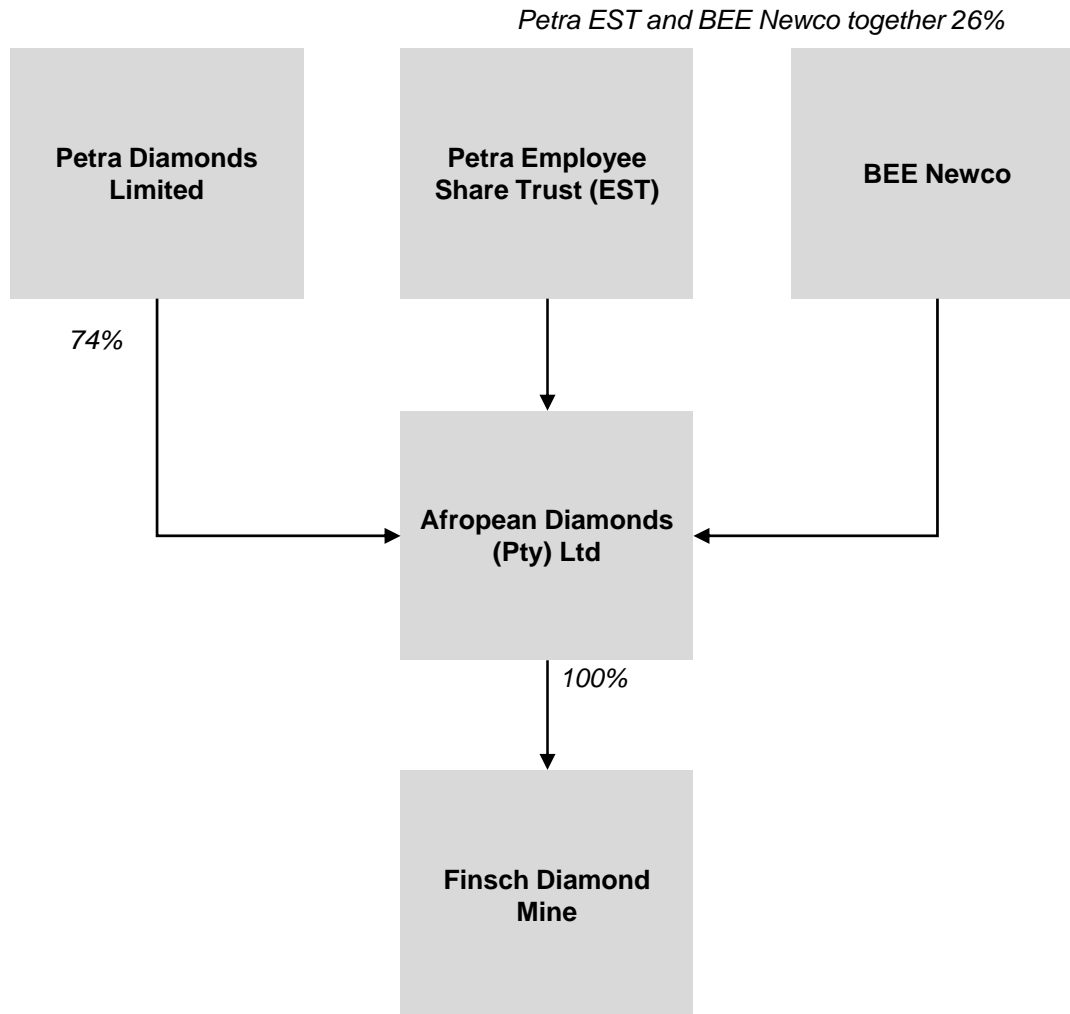 Petra EST and BEE Newco together 26%
Petra Diamonds
Limited
Petra Employee
Share Trust (EST)
BEE Newco
74%
Afropean Diamonds
(Pty) Ltd
100%
Finsch Diamond
Mine